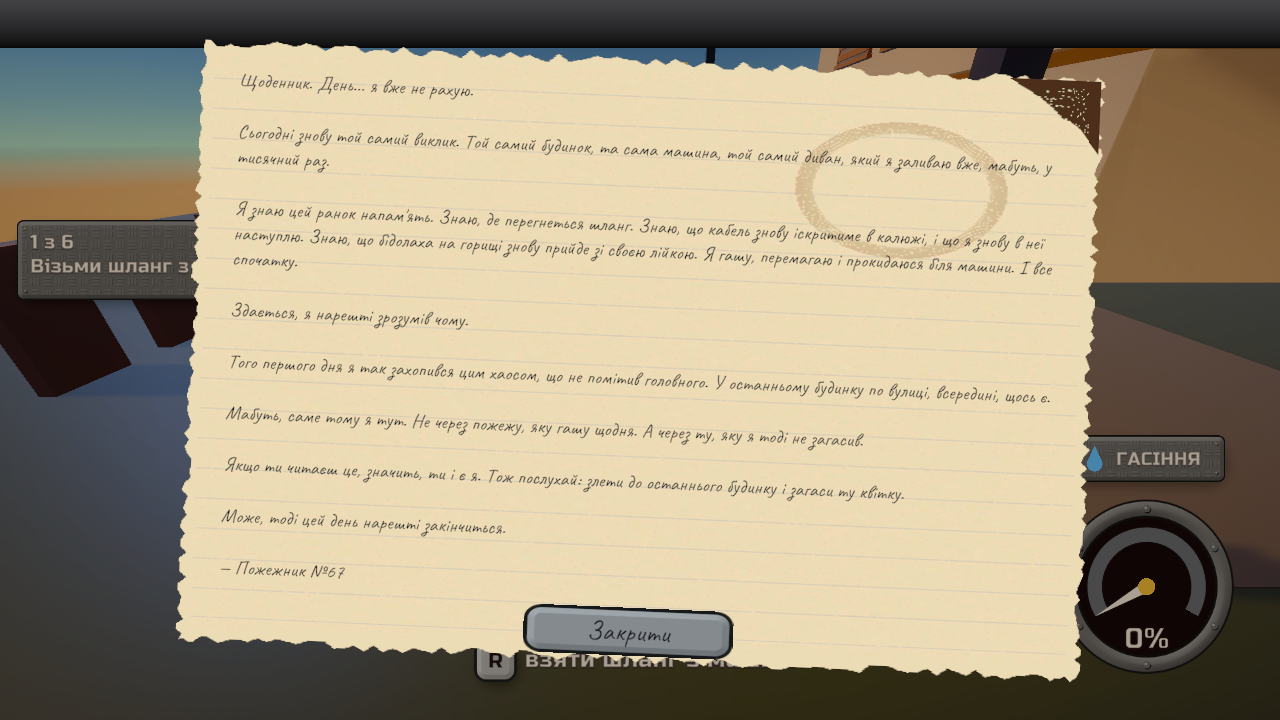 Щоденник. День... я вже не рахую.
Сьогодні знову той самий виклик. Той самий будинок, та сама машина, той самий диван, який я заливаю вже, мабуть, у
тисячний раз.
Я знаю цей ранок напам'ять. Знаю, де перегнеться шланг. Знаю, що кабель знову іскритиме в калюжі, і що я знову в неї
наступлю. Знаю, що бідолаха на горищі знову прийде зі своєю лійкою. Я гашу, перемагаю і прокидаюся біля машини. І все
спочатку.
Здається, я нарешті зрозумів чому.
Того першого дня я так захопився цим хаосом, що не помітив головного. У останньому будинку по вулиці, всередині, щось є.
Мабуть, саме тому я тут. Не через пожежу, яку гашу щодня. А через ту, яку я тоді не загасив.
Якщо ти читаєш це, значить, ти і є я. Тож послухай: злети до останнього будинку і загаси ту квітку.
Може, тоді цей день нарешті закінчиться.
— Пожежник №67
Закрити
1 з 6
Візьми шланг з
ГАСІННЯ
0%
R взяти шланг з